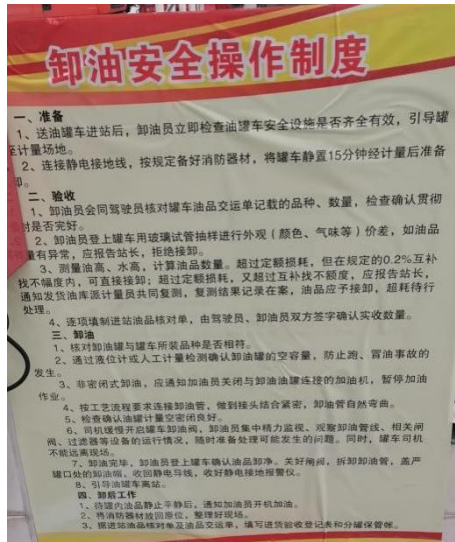 卸油安全操作制度
一、准备
1、送油罐车进站后，卸油员立即检查油罐车安全设施是否齐全有效，引导罐
至计量场地。
2、连接静电接地线，按规定备好消防器材，将罐车静置15分钟经计量后准备
卸。
二、验收
1、卸油员会同驾驶员核对罐车油品交运单记载的品种、数量，检查确认贯彻
是否完好。
2、卸油员登上罐车用玻璃试管抽样进行外观（颜色、气味等）价差，如油品
量有异常，应报告站长，拒绝接卸。
3、测量油高、水高，计算油品数量。超过定额损耗，但在规定的0.2%互补
找不幅度内，可直接接卸；超过定额损耗，又超过互补找不额度，应报告站长，
通知发货油库派计量员共同复测，复测结果记录在案，油品应予接卸，超耗待行
处理。
4、逐项填制进站油品核对单，由驾驶员、卸油员双方签字确认实收数量。
三、卸油
1、核对卸油罐与罐车所装品种是否相符。
2、通过液位计或人工计量检测确认卸油罐的空容量，防止跑、冒油事故的
发生。
3、非密闭式卸油，应通知加油员关闭与卸油油罐连接的加油机，暂停加油
作业。
4、按工艺流程要求连接卸油管，做到接头结合紧密，卸油管自然弯曲。
5、检查确认油罐计量空密闭良好。
6、司机缓慢开启罐车卸油阀，卸油员集中精力监视、观察卸油管线、相关闸
阀、过滤器等设备的运行情况，随时准备处理可能发生的问题。同时，罐车司机
不能远离现场。
7、卸油完毕，卸油员登上罐车确认油品卸净。关好闸阀，拆卸卸油管，盖严
罐口处的卸油帽，收回静电导线，收好静电接地报警仪。
8、引导油罐车离站。
四、卸后工作
1、待罐内油品静止平静后，通知加油员开机加油。
2、将消防器材放回原位，整理好现场。
3、据进站油品核对单及油品交运单，填写进货验收登记表和分罐保管帐。